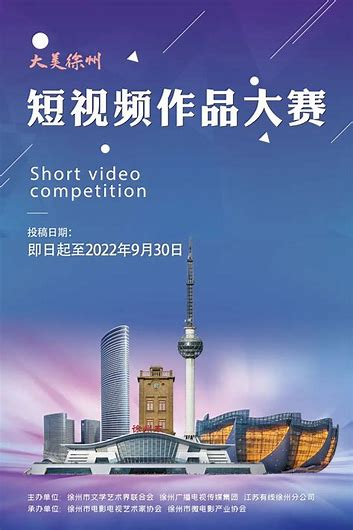 大美徐州
短视频作品大赛
Short video
competition
投稿日期:
即日起至2022年9月30日
主办单位: 徐州市文学艺术界联合会 徐州广播电视传媒集团 江苏有线徐州分公司
承办单位: 徐州市电影电视艺术家协会 徐州市微电影产业协会